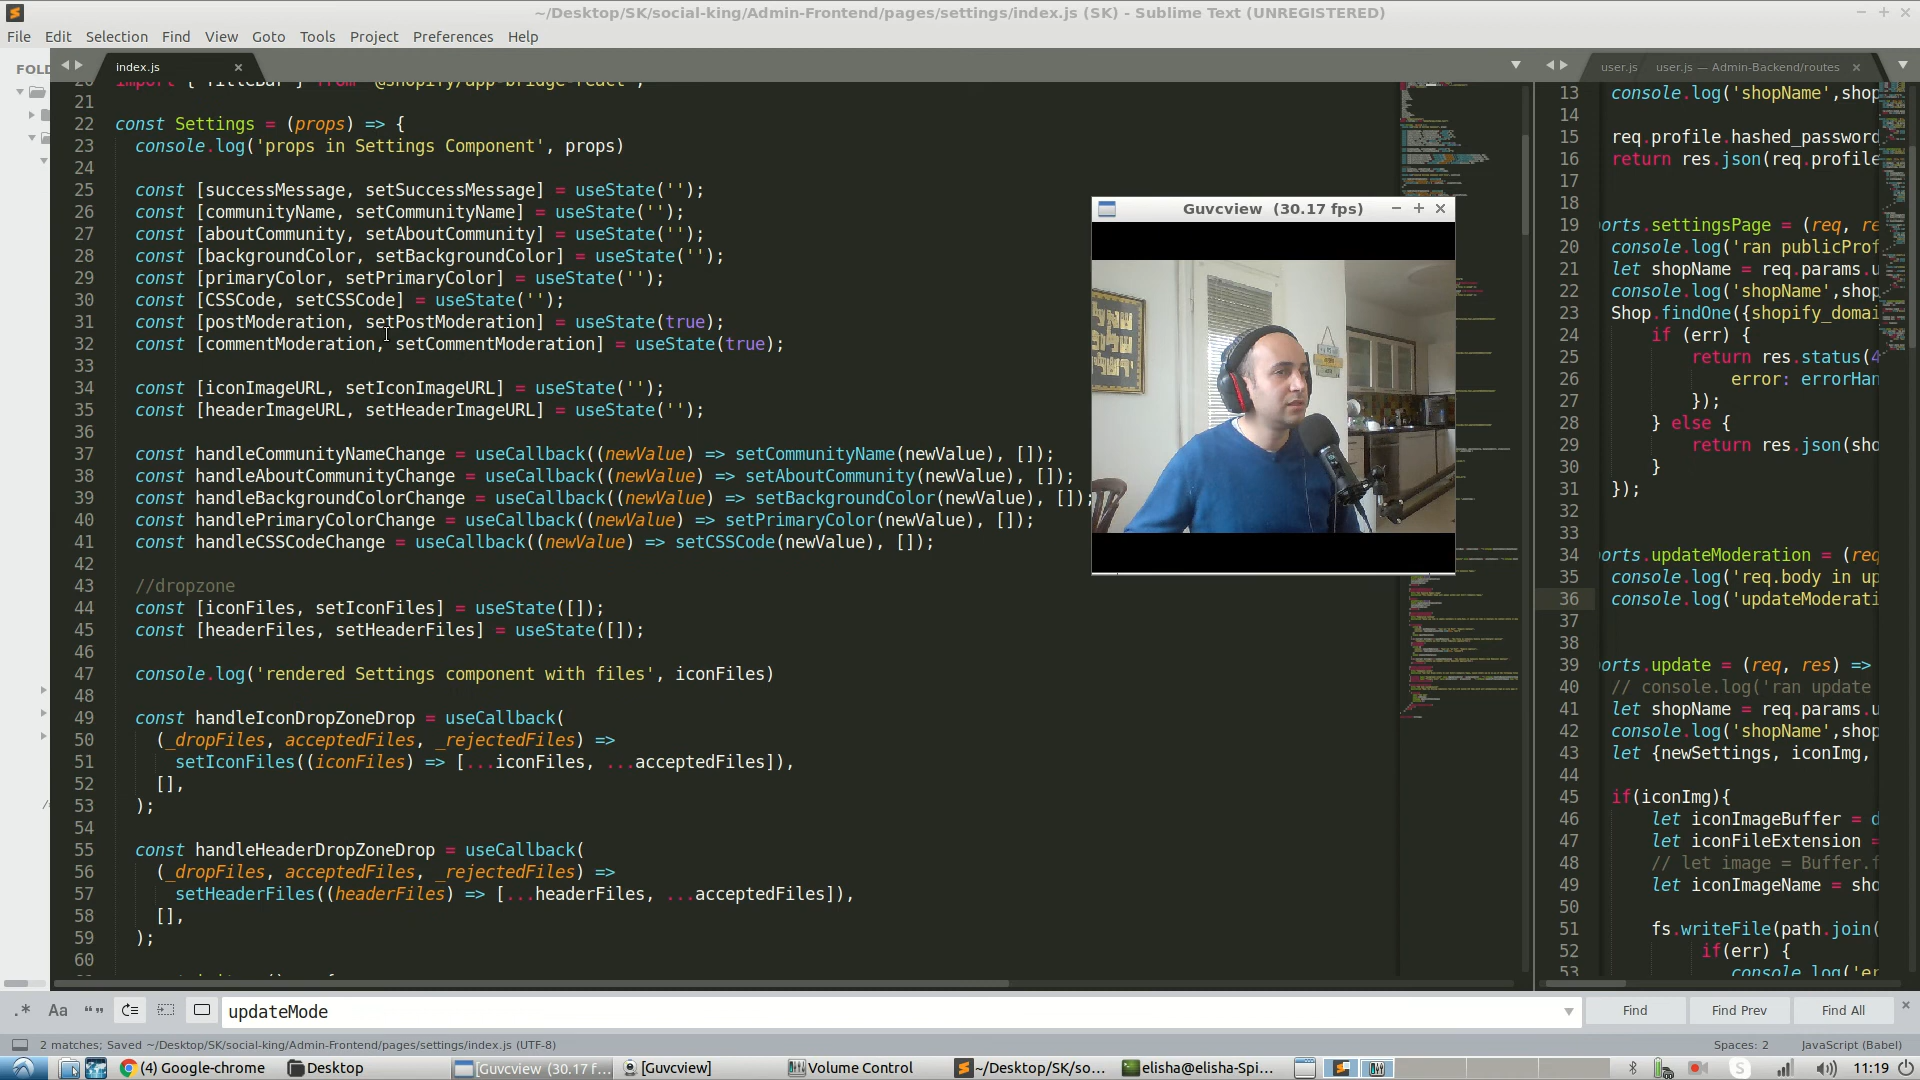 ~/Desktop/SK/social-king/Admin-Frontend/pages/settings/index.js (SK) - Sublime Text (UNREGISTERED)
File Edit Selection Find View Goto Tools Project Preferences Help
FOLD
index.js
user.js
user.js — Admin-Backend/routes
21
22 const Settings = (props) => {
23 console.log('props in Settings Component', props)
24
25 const [successMessage, setSuccessMessage] = useState('');
26 const [communityName, setCommunityName] = useState('');
27 const [aboutCommunity, setAboutCommunity] = useState('');
28 const [backgroundColor, setBackgroundColor] = useState('');
29 const [primaryColor, setPrimaryColor] = useState('');
30 const [CSSCode, setCSSCode] = useState('');
31 const [postModeration, setPostModeration] = useState(true);
32 const [commentModeration, setCommentModeration] = useState(true);
33
34 const [iconImageURL, setIconImageURL] = useState('');
35 const [headerImageURL, setHeaderImageURL] = useState('');
36
37 const handleCommunityNameChange = useCallback((newValue) => setCommunityName(newValue), []);
38 const handleAboutCommunityChange = useCallback((newValue) => setAboutCommunity(newValue), []);
39 const handleBackgroundColorChange = useCallback((newValue) => setBackgroundColor(newValue), []);
40 const handlePrimaryColorChange = useCallback((newValue) => setPrimaryColor(newValue), []);
41 const handleCSSCodeChange = useCallback((newValue) => setCSSCode(newValue), []);
42
43 //dropzone
44 const [iconFiles, setIconFiles] = useState([]);
45 const [headerFiles, setHeaderFiles] = useState([]);
46
47 console.log('rendered Settings component with files', iconFiles)
48
49 const handleIconDropZoneDrop = useCallback(
50 (_dropFiles, acceptedFiles, _rejectedFiles) =>
51 setIconFiles((iconFiles) => [...iconFiles, ...acceptedFiles]),
52 [],
53 );
54
55 const handleHeaderDropZoneDrop = useCallback(
56 (_dropFiles, acceptedFiles, _rejectedFiles) =>
57 setHeaderFiles((headerFiles) => [...headerFiles, ...acceptedFiles]),
58 [],
59 );
60
Guvcview (30.17 fps)
13 console.log('shopName',shop
14
15 req.profile.hashed_password
16 return res.json(req.profile
17
18
19 orts.settingsPage = (req, re
20 console.log('ran publicProf
21 let shopName = req.params.u
22 console.log('shopName',shop
23 Shop.findOne({shopify_domai
24 if (err) {
25 return res.status(4
26 error: errorHan
27 });
28 } else {
29 return res.json(sho
30 }
31 });
32
33
34 orts.updateModeration = (req
35 console.log('req.body in up
36 console.log('updateModerati
37
38
39 orts.update = (req, res) =>
40 // console.log('ran update
41 let shopName = req.params.u
42 console.log('shopName',shop
43 let {newSettings, iconImg,
44
45 if(iconImg){
46 let iconImageBuffer = d
47 let iconFileExtension =
48 // let image = Buffer.f
49 let iconImageName = sho
50
51 fs.writeFile(path.join(
52 if(err) {
53 console.log('er
.* Aa “” updateMode Find Find Prev Find All
2 matches; Saved ~/Desktop/SK/social-king/Admin-Frontend/pages/settings/index.js (UTF-8) Spaces: 2 JavaScript (Babel)
(4) Google-chrome Desktop [Guvcview (30.17 f... [Guvcview] Volume Control ~/Desktop/SK/so... elisha@elisha-Spi... 11:19